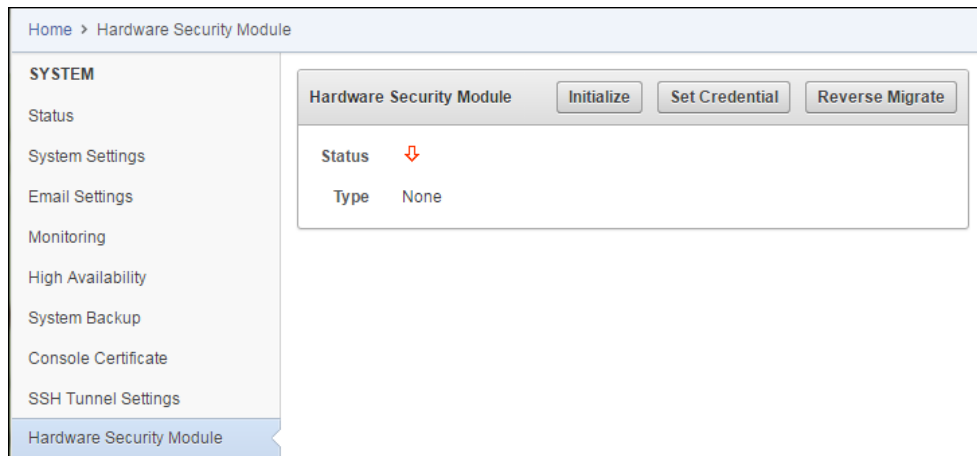 Home > Hardware Security Module
SYSTEM
Status
System Settings
Email Settings
Monitoring
High Availability
System Backup
Console Certificate
SSH Tunnel Settings
Hardware Security Module
Hardware Security Module Initialize Set Credential Reverse Migrate
Status
Type None